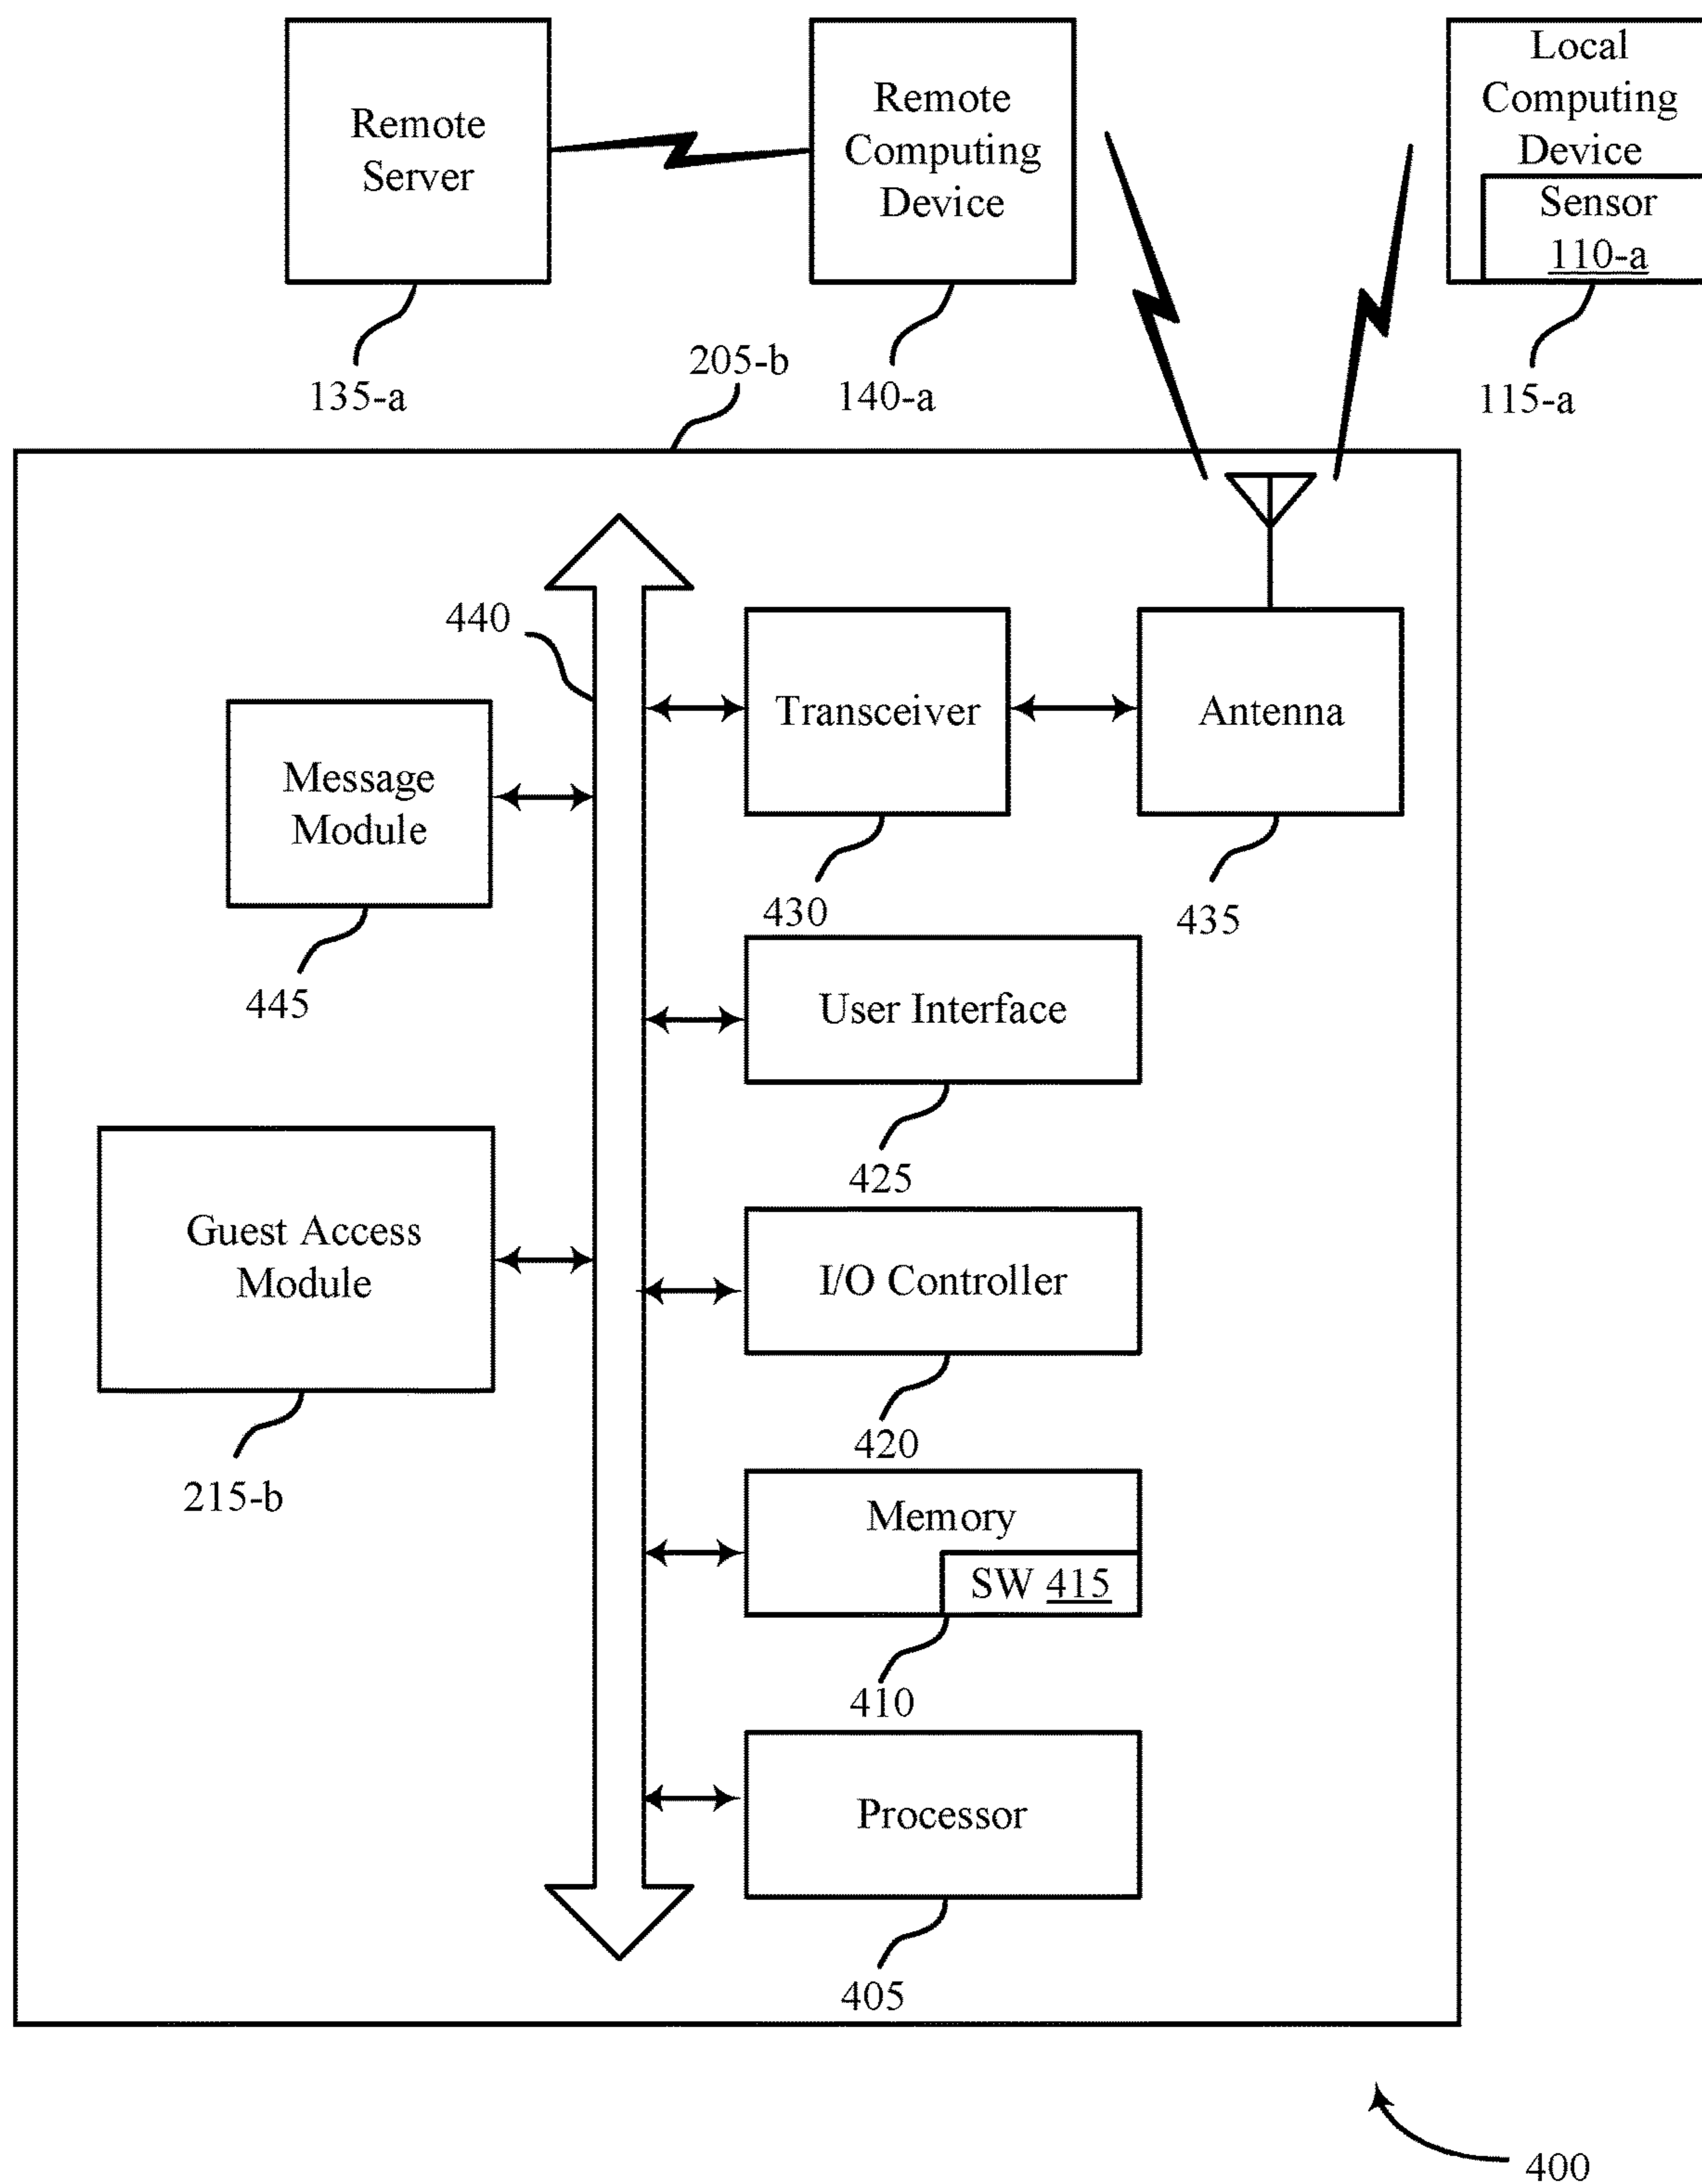 Remote
Server
135-a
Remote
Computing
Device
140-a
Local
Computing
Device
Sensor
110-a
115-a
205-b
440
Transceiver
430
Antenna
435
Message
Module
445
User Interface
425
Guest Access
Module
215-b
I/O Controller
420
Memory
SW 415
410
Processor
405
400